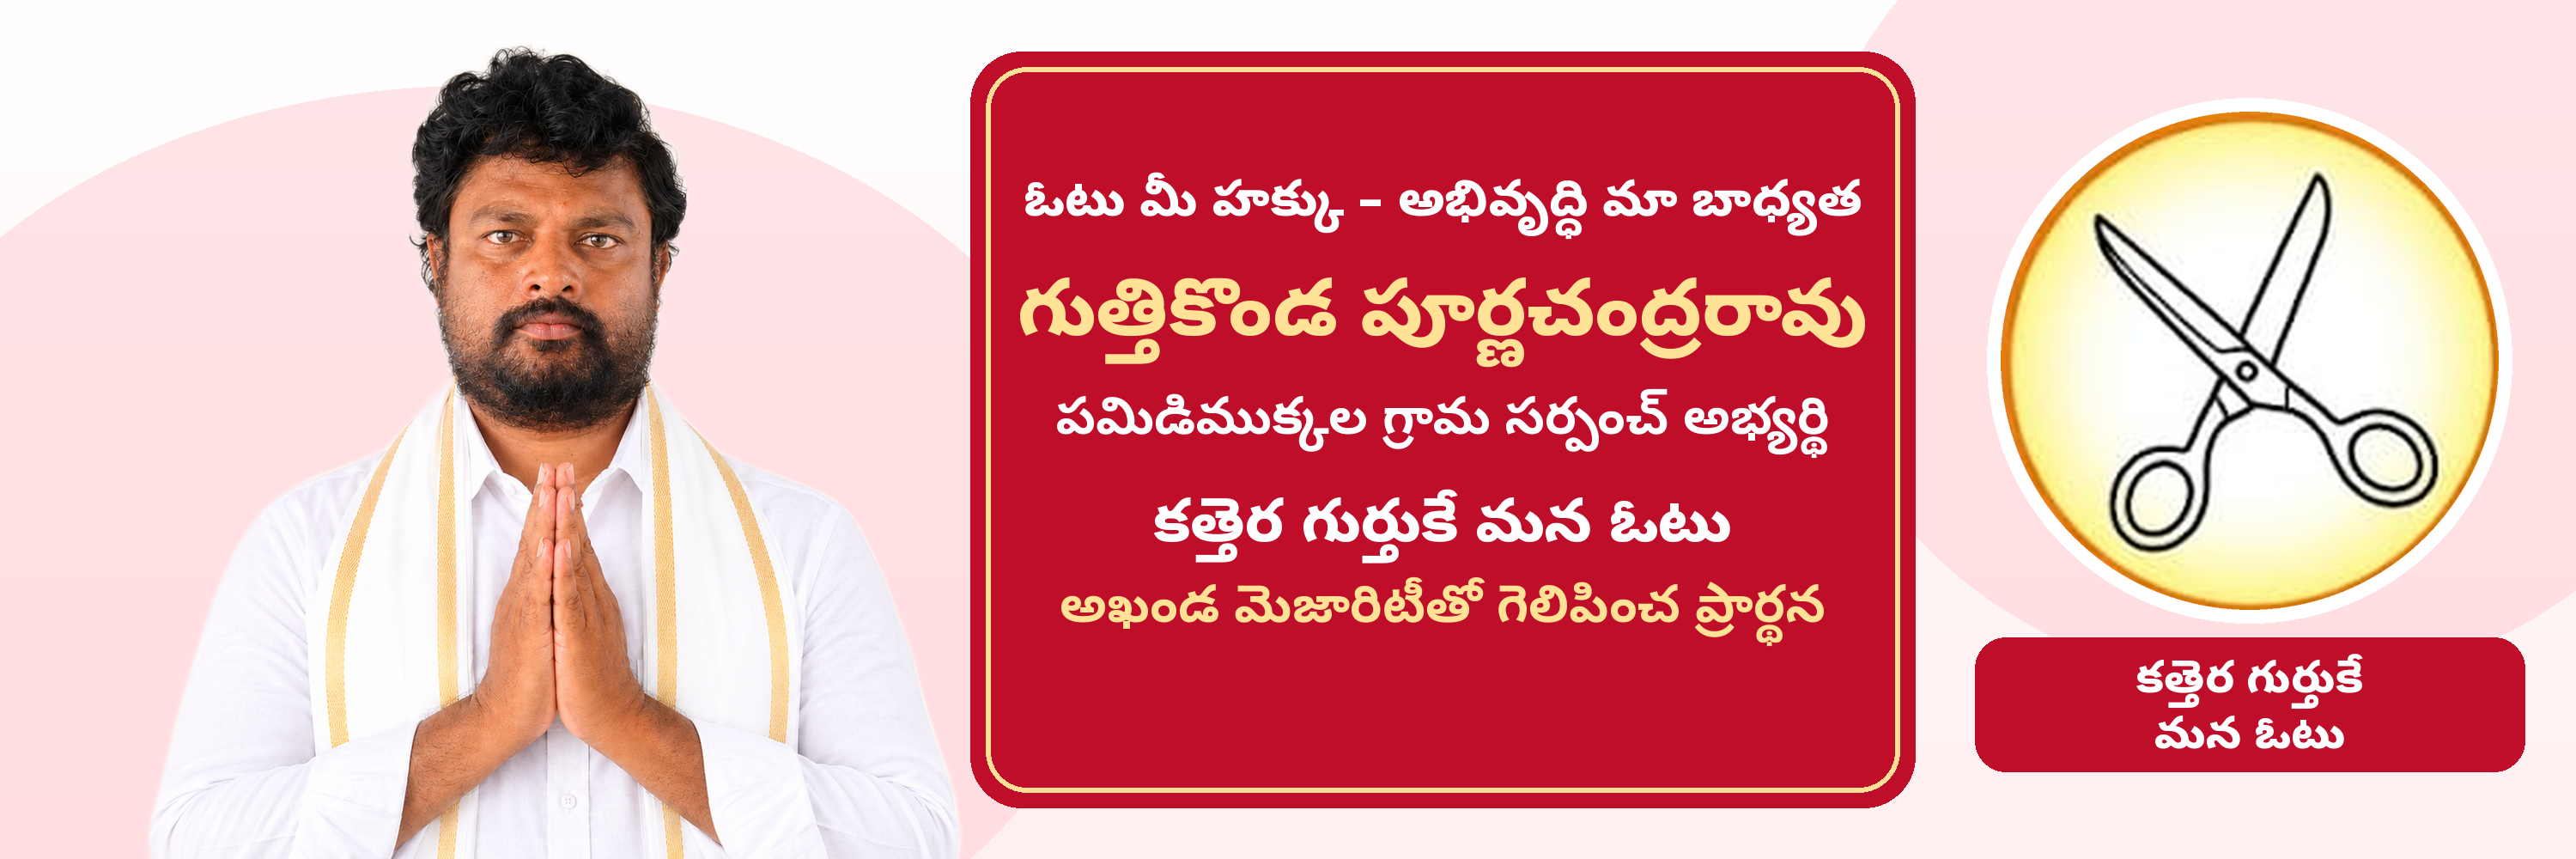 ఓటు మీ హక్కు – అభివృద్ధి మా బాధ్యత
గుత్తికొండ పూర్ణచంద్రరావు
పమిడిముక్కల గ్రామ సర్పంచ్ అభ్యర్థి
కత్తెర గుర్తుకే మన ఓటు
అఖండ మెజారిటీతో గెలిపించ ప్రార్థన
కత్తెర గుర్తుకే
మన ఓటు